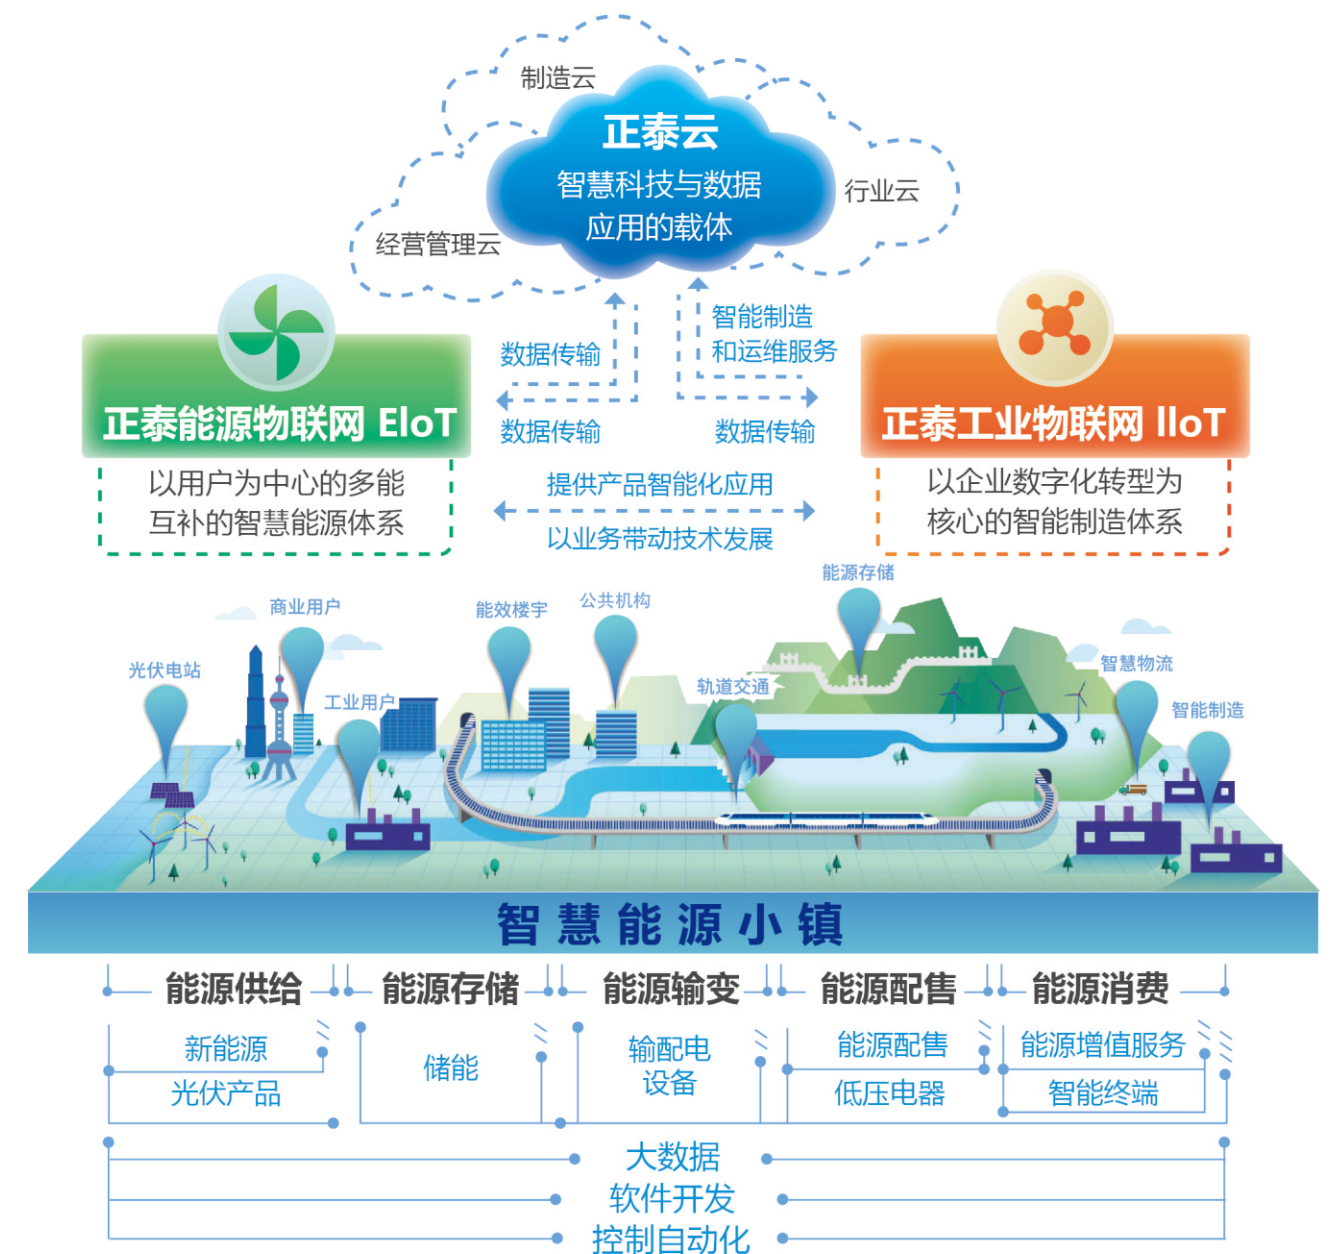 制造云
正泰云
智慧科技与数据
应用的载体
行业云
经营管理云
智能制造
和运维服务
数据传输
数据传输
数据传输
正泰能源物联网 EIoT
正泰工业物联网 IIoT
以用户为中心的多能
互补的智慧能源体系
提供产品智能化应用
以业务带动技术发展
以企业数字化转型为
核心的智能制造体系
能源存储
商业用户
能效楼宇
公共机构
光伏电站
工业用户
轨道交通
智慧物流
智能制造
智慧能源小镇
能源供给
能源存储
能源输变
能源配售
能源消费
新能源
光伏产品
储能
输配电
设备
能源配售
低压电器
能源增值服务
智能终端
大数据
软件开发
控制自动化